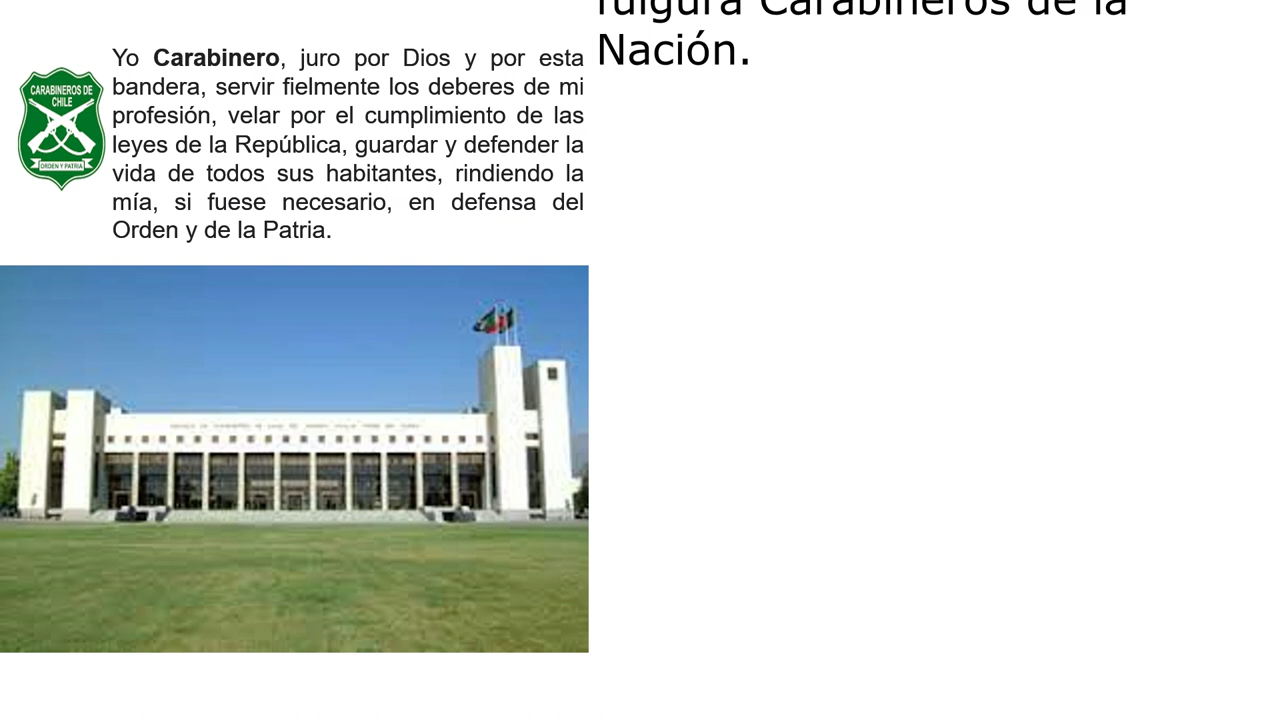 fulgura Carabineros de la
Nación.
Yo Carabinero, juro por Dios y por esta
bandera, servir fielmente los deberes de mi
profesión, velar por el cumplimiento de las
leyes de la República, guardar y defender la
vida de todos sus habitantes, rindiendo la
mía, si fuese necesario, en defensa del
Orden y de la Patria.
CARABINEROS DE
CHILE
ORDEN Y PATRIA